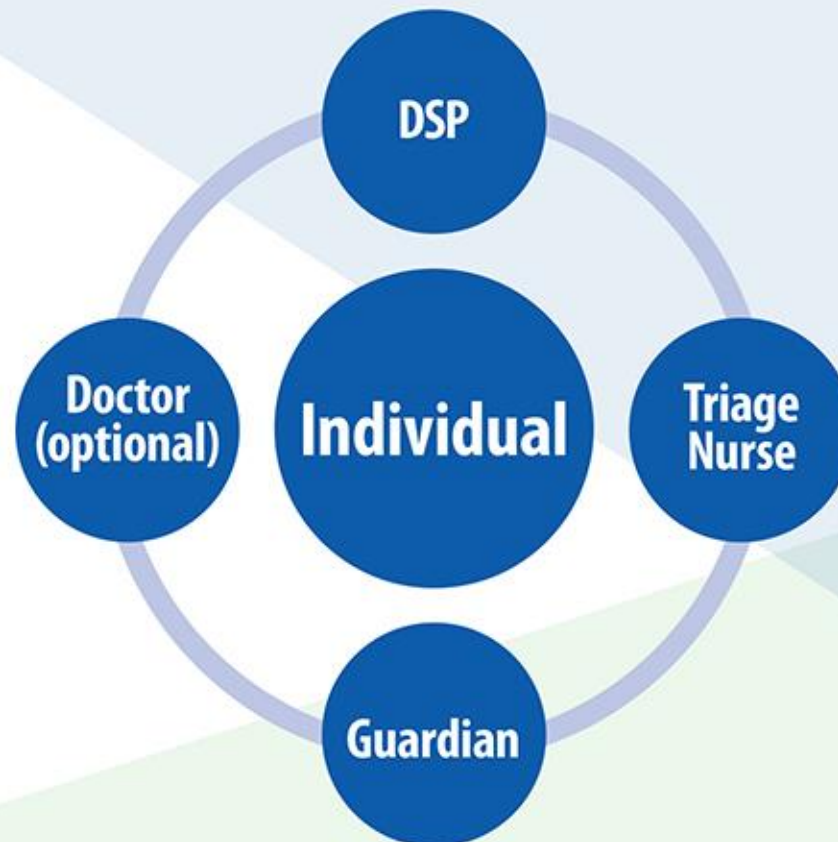 DSP
Doctor
(optional)
Individual
Triage
Nurse
Guardian